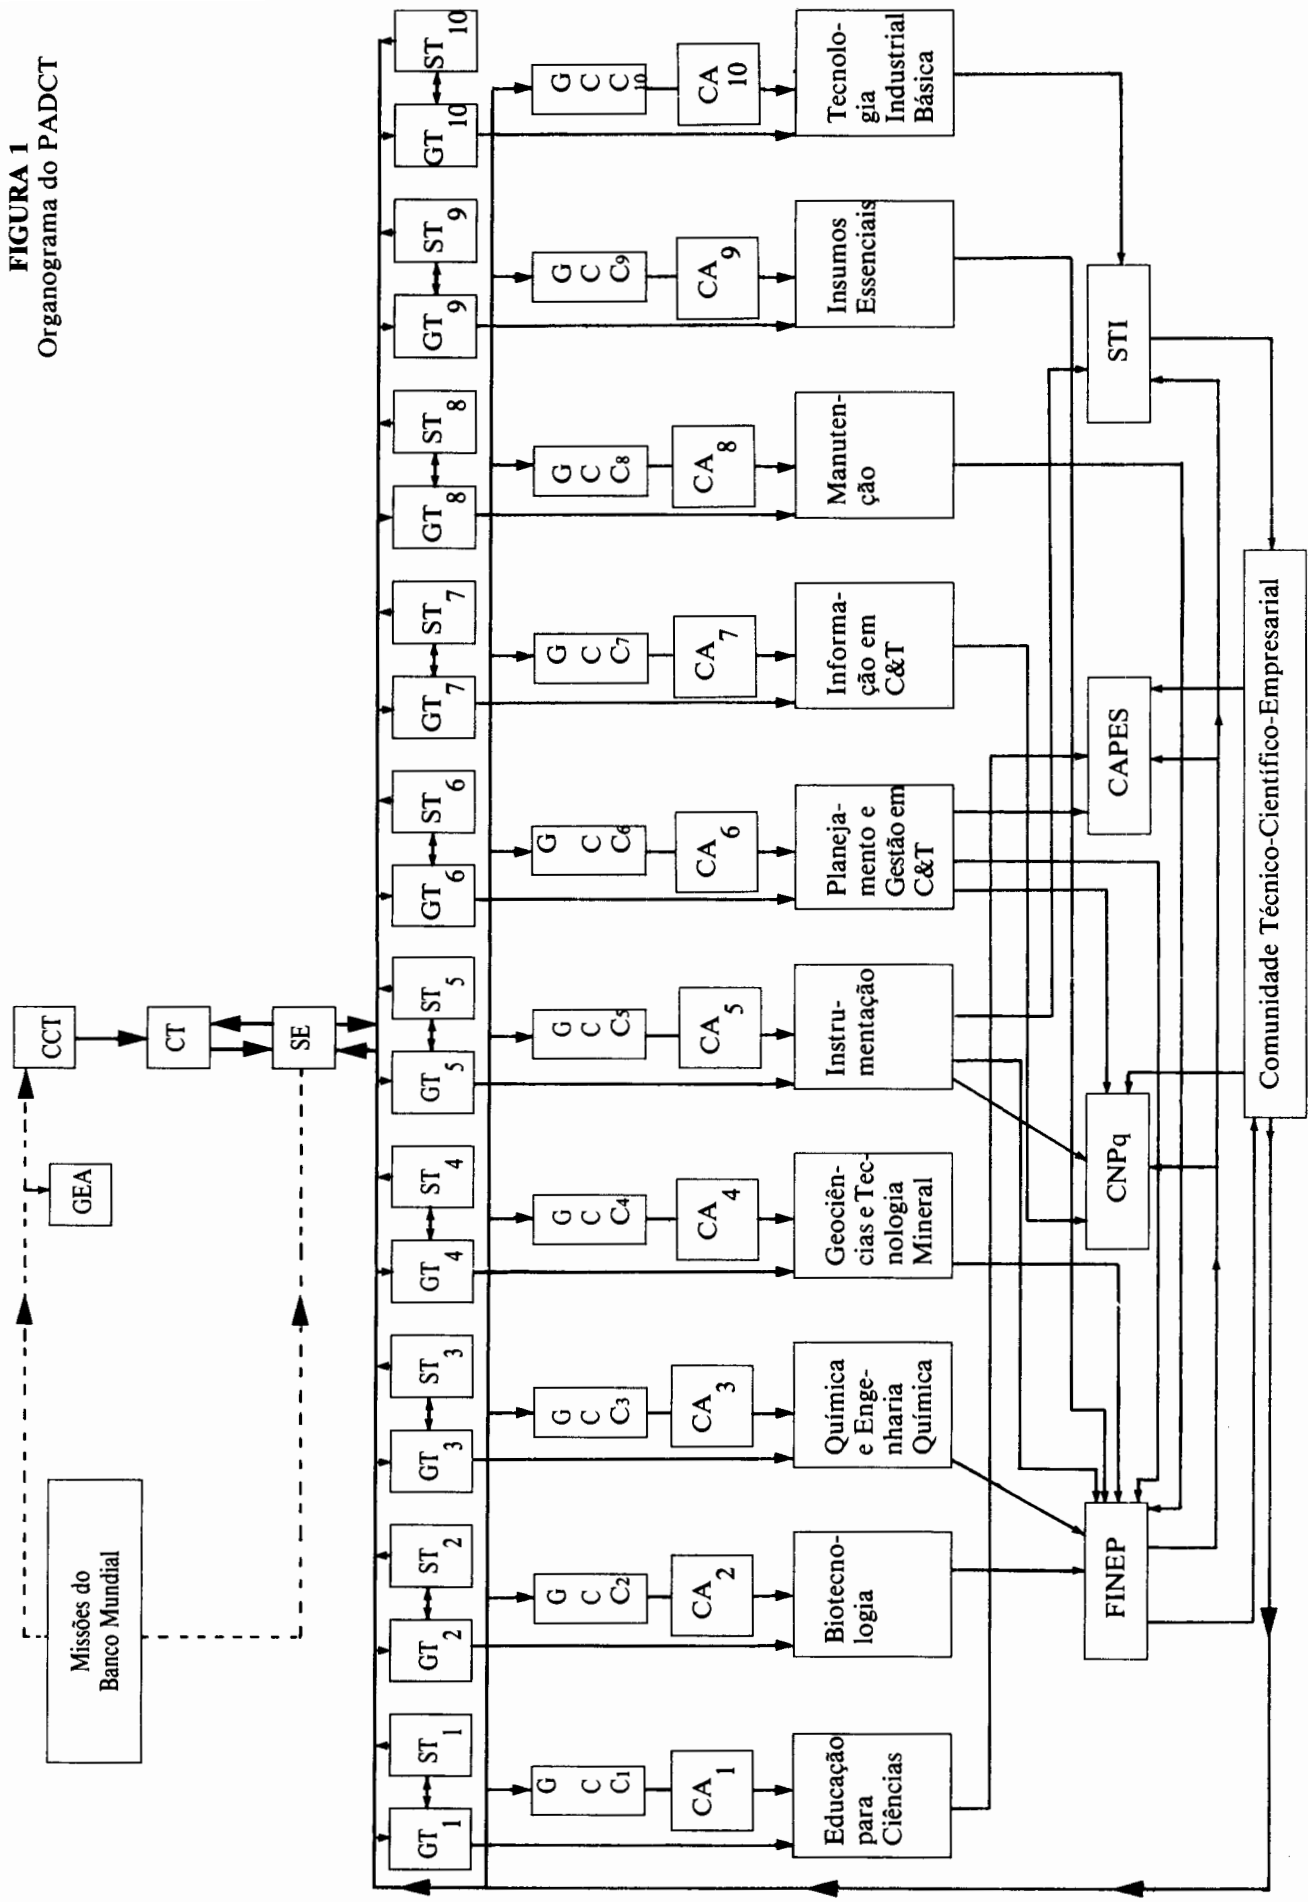 FIGURA 1
Organograma do PADCT
CCT
GEA
CT
Missões do
Banco Mundial
SE
GT 1
ST 1
GT 2
ST 2
GT 3
ST 3
GT 4
ST 4
GT 5
ST 5
GT 6
ST 6
GT 7
ST 7
GT 8
ST 8
GT 9
ST 9
GT 10
ST 10
G
C
C1
G
C
C2
G
C
C3
G
C
C4
G
C
C5
G
C
C6
G
C
C7
G
C
C8
G
C
C9
G
C
C10
CA 1
CA 2
CA 3
CA 4
CA 5
CA 6
CA 7
CA 8
CA 9
CA 10
Educação
para
Ciências
Biotecno-
logia
Química
e Enge-
nharia
Química
Geociên-
cias e Tec-
nologia
Mineral
Instru-
mentação
Planeja-
mento e
Gestão em
C&T
Informa-
ção em
C&T
Manuten-
ção
Insumos
Essenciais
Tecnolo-
gia
Industrial
Básica
FINEP
CNPq
CAPES
STI
Comunidade Técnico-Científico-Empresarial